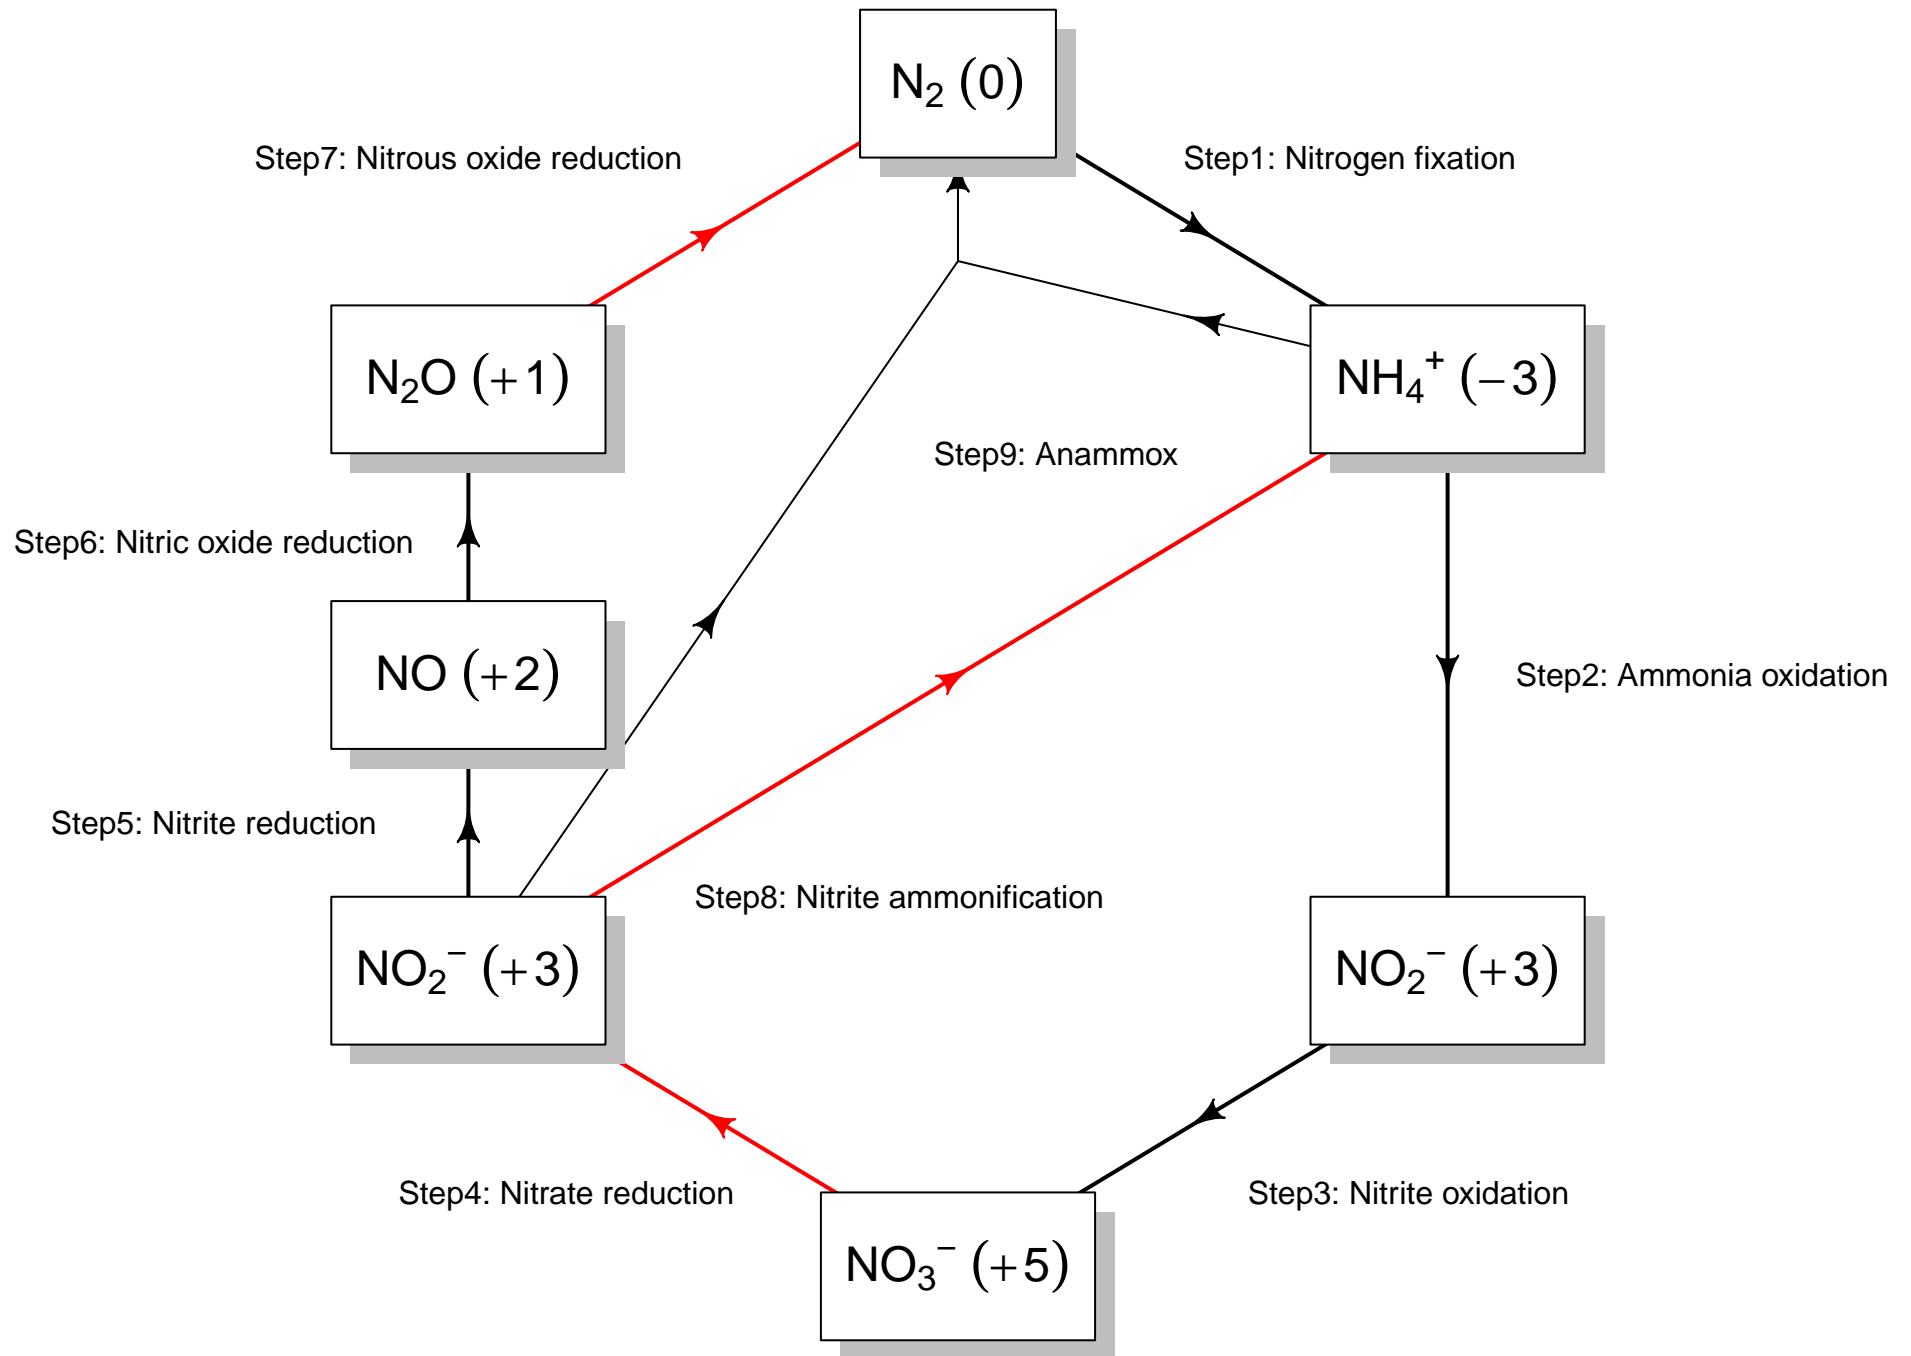 N₂ (0)
Step7: Nitrous oxide reduction
Step1: Nitrogen fixation
N₂O (+1)
NH₄⁺ (−3)
Step9: Anammox
Step6: Nitric oxide reduction
NO (+2)
Step2: Ammonia oxidation
Step5: Nitrite reduction
Step8: Nitrite ammonification
NO₂⁻ (+3)
NO₂⁻ (+3)
Step4: Nitrate reduction
Step3: Nitrite oxidation
NO₃⁻ (+5)